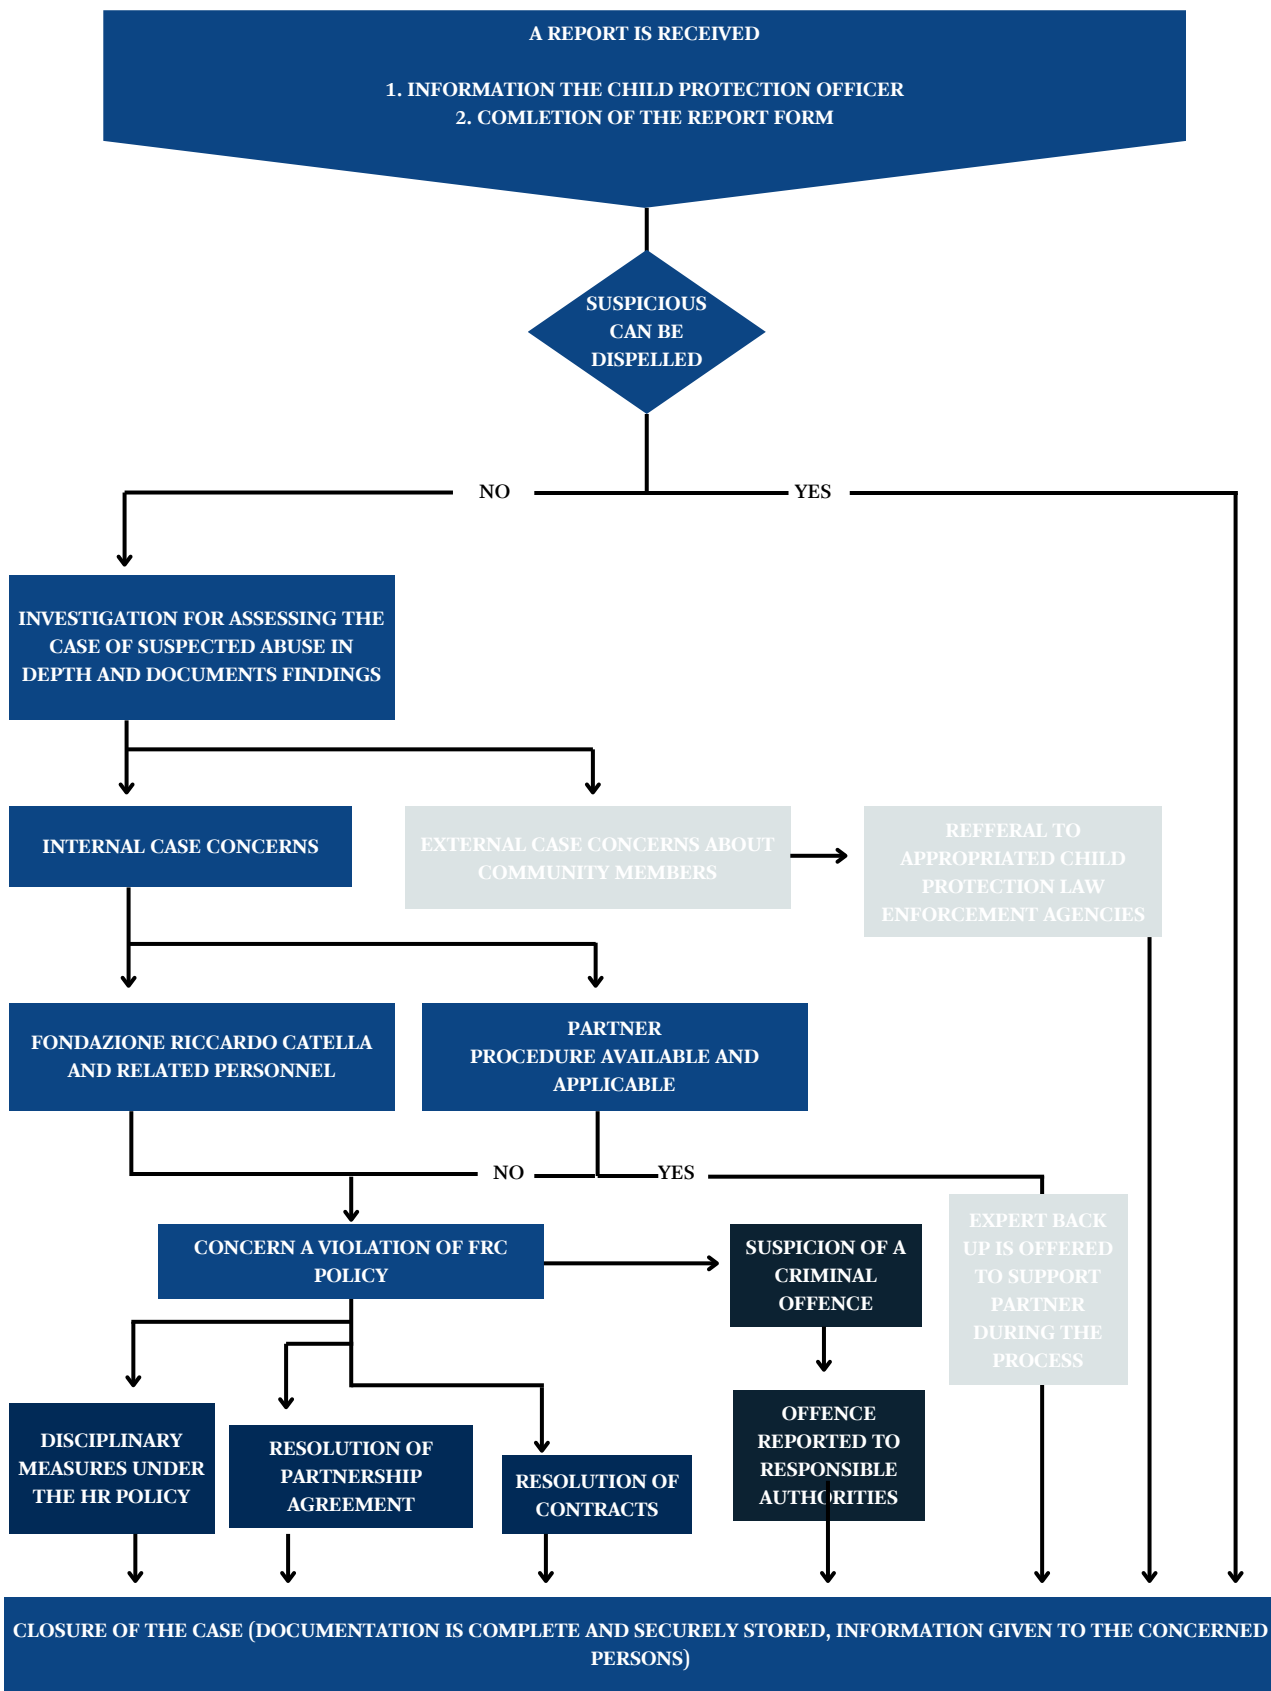 A REPORT IS RECEIVED
1. INFORMATION THE CHILD PROTECTION OFFICER
2. COMLETION OF THE REPORT FORM
SUSPICIOUS
CAN BE
DISPELLED
NO
YES
INVESTIGATION FOR ASSESSING THE
CASE OF SUSPECTED ABUSE IN
DEPTH AND DOCUMENTS FINDINGS
INTERNAL CASE CONCERNS
EXTERNAL CASE CONCERNS ABOUT
COMMUNITY MEMBERS
REFFERAL TO
APPROPRIATED CHILD
PROTECTION LAW
ENFORCEMENT AGENCIES
FONDAZIONE RICCARDO CATELLA
AND RELATED PERSONNEL
PARTNER
PROCEDURE AVAILABLE AND
APPLICABLE
NO
YES
CONCERN A VIOLATION OF FRC
POLICY
SUSPICION OF A
CRIMINAL
OFFENCE
EXPERT BACK
UP IS OFFERED
TO SUPPORT
PARTNER
DURING THE
PROCESS
DISCIPLINARY
MEASURES UNDER
THE HR POLICY
RESOLUTION OF
PARTNERSHIP
AGREEMENT
RESOLUTION OF
CONTRACTS
OFFENCE
REPORTED TO
RESPONSIBLE
AUTHORITIES
CLOSURE OF THE CASE (DOCUMENTATION IS COMPLETE AND SECURELY STORED, INFORMATION GIVEN TO THE CONCERNED
PERSONS)